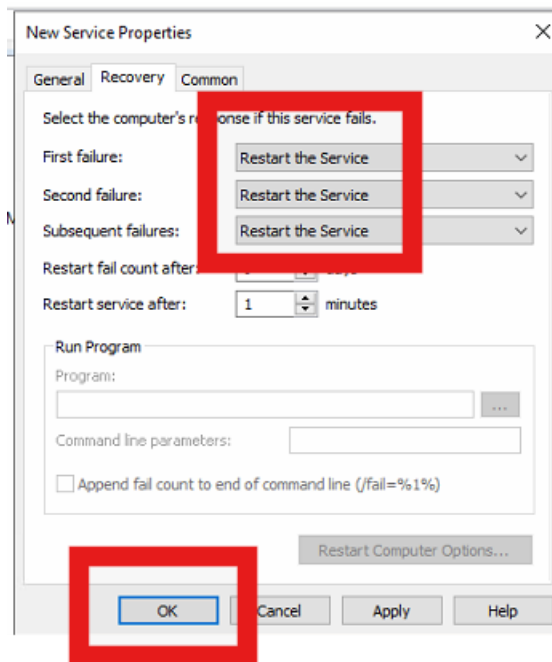 New Service Properties
General Recovery Common
Select the computer's response if this service fails.
First failure: Restart the Service
Second failure: Restart the Service
Subsequent failures: Restart the Service
Restart fail count after:
Restart service after: 1 minutes
Run Program
Program:
...
Command line parameters:
Append fail count to end of command line (/fail=%1%)
Restart Computer Options...
OK Cancel Apply Help